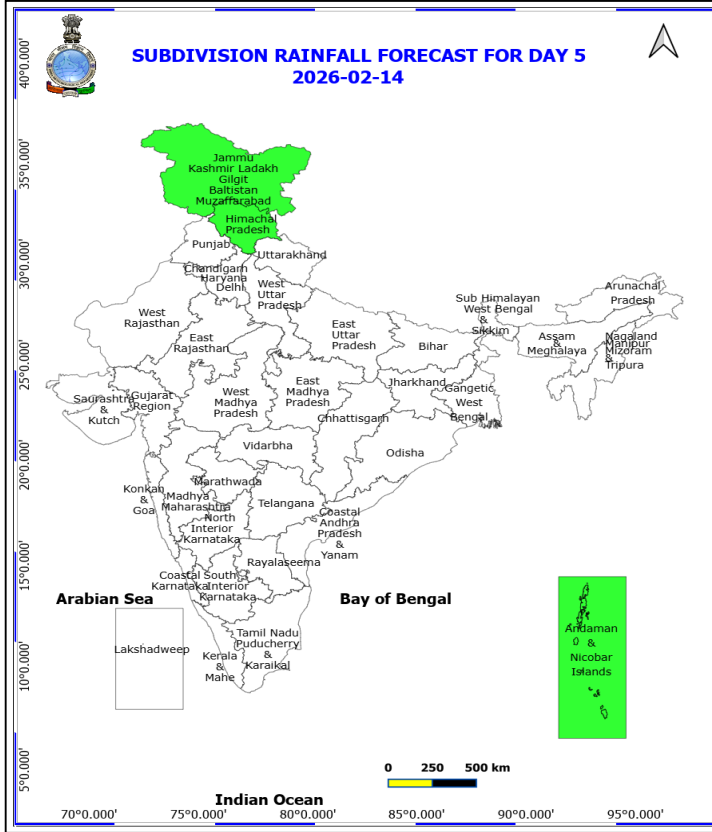 SUBDIVISION RAINFALL FORECAST FOR DAY 5
2026-02-14
40°0.000'
35°0.000'
30°0.000'
25°0.000'
20°0.000'
15°0.000'
10°0.000'
5°0.000'
Jammu
Kashmir Ladakh
Gilgit
Baltistan
Muzaffarabad
Himachal
Pradesh
Punjab
Uttarakhand
Chandigarh
Haryana
Delhi
West
Uttar
Pradesh
West
Rajasthan
East
Rajasthan
East
Uttar
Pradesh
Bihar
Sub Himalayan
West Bengal
&
Sikkim
Arunachal
Pradesh
Assam
&
Meghalaya
Nagaland
Manipur
Mizoram
&
Tripura
Saurashtra
&
Kutch
Gujarat
Region
West
Madhya
Pradesh
East
Madhya
Pradesh
Jharkhand
Gangetic
West
Bengal
Chhattisgarh
Odisha
Vidarbha
Konkan
&
Goa
Madhya
Maharashtra
Marathwada
Telangana
North
Interior
Karnataka
Coastal
Andhra
Pradesh
&
Yanam
Rayalaseema
Coastal
Karnataka
South
Interior
Karnataka
Arabian Sea
Bay of Bengal
Lakshadweep
Kerala
&
Mahe
Tamil Nadu
Puducherry
&
Karaikal
Andaman
&
Nicobar
Islands
0 250 500 km
Indian Ocean
70°0.000' 75°0.000' 80°0.000' 85°0.000' 90°0.000' 95°0.000'